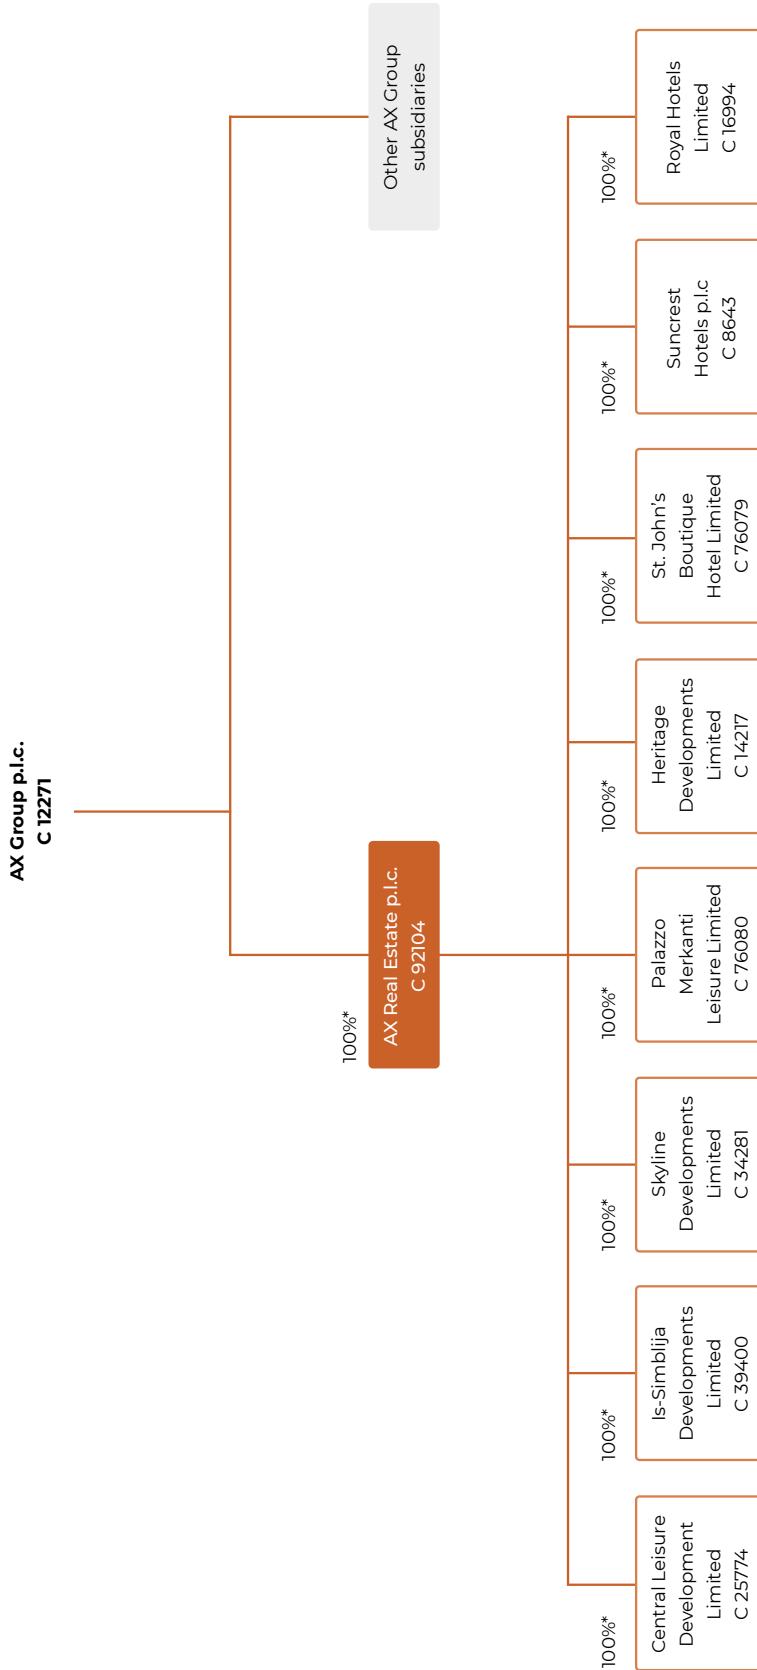 AX Group p.l.c.
C 12271
100%*
AX Real Estate p.l.c.
C 92104
Other AX Group
subsidiaries
100%*
Central Leisure
Development
Limited
C 25774
100%*
Is-Simblija
Developments
Limited
C 39400
100%*
Skyline
Developments
Limited
C 34281
100%*
Palazzo
Merkanti
Leisure Limited
C 76080
100%*
Heritage
Developments
Limited
C 14217
100%*
St. John’s
Boutique
Hotel Limited
C 76079
100%*
Suncrest
Hotels p.l.c
C 8643
100%*
Royal Hotels
Limited
C 16994